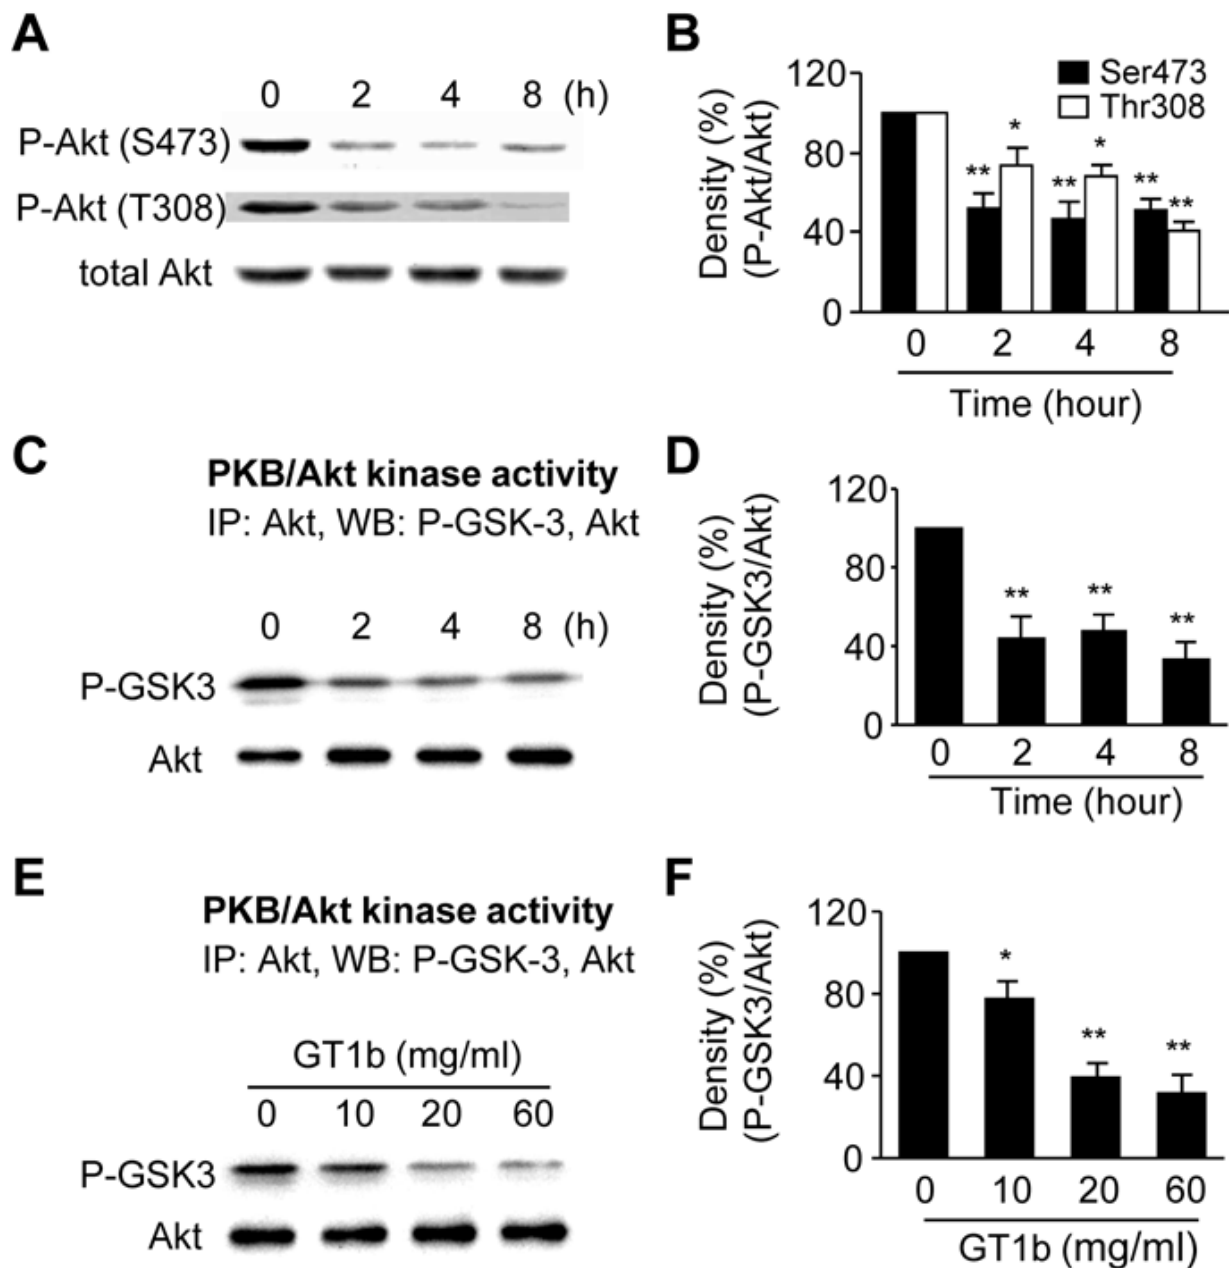 A
0 2 4 8 (h)
P-Akt (S473)
P-Akt (T308)
total Akt
B
Ser473
Thr308
120
80
40
0
Density (%)
(P-Akt/Akt)
* *
** ** ** **
0 2 4 8
Time (hour)
C
PKB/Akt kinase activity
IP: Akt, WB: P-GSK-3, Akt
0 2 4 8 (h)
P-GSK3
Akt
D
120
80
40
0
Density (%)
(P-GSK3/Akt)
** ** **
0 2 4 8
Time (hour)
E
PKB/Akt kinase activity
IP: Akt, WB: P-GSK-3, Akt
GT1b (mg/ml)
0 10 20 60
P-GSK3
Akt
F
120
80
40
0
Density (%)
(P-GSK3/Akt)
* ** **
0 10 20 60
GT1b (mg/ml)